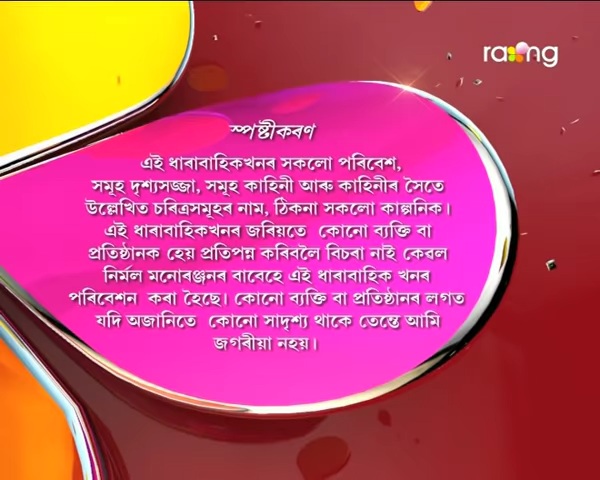 rang
স্পষ্টীকৰণ
এই ধাৰাবাহিকখনৰ সকলো পৰিবেশ,
সমূহ দৃশ্যসজ্জা, সমূহ কাহিনী আৰু কাহিনীৰ সৈতে
উল্লেখিত চৰিত্ৰসমূহৰ নাম, ঠিকনা সকলো কাল্পনিক।
এই ধাৰাবাহিকখনৰ জৰিয়তে কোনো ব্যক্তি বা
প্ৰতিষ্ঠানক হেয় প্ৰতিপন্ন কৰিবলৈ বিচৰা নাই কেবল
নিৰ্মল মনোৰঞ্জনৰ বাবেহে এই ধাৰাবাহিক খনৰ
পৰিবেশন কৰা হৈছে। কোনো ব্যক্তি বা প্ৰতিষ্ঠানৰ লগত
যদি অজানিতে কোনো সাদৃশ্য থাকে তেন্তে আমি
জগৰীয়া নহয়।